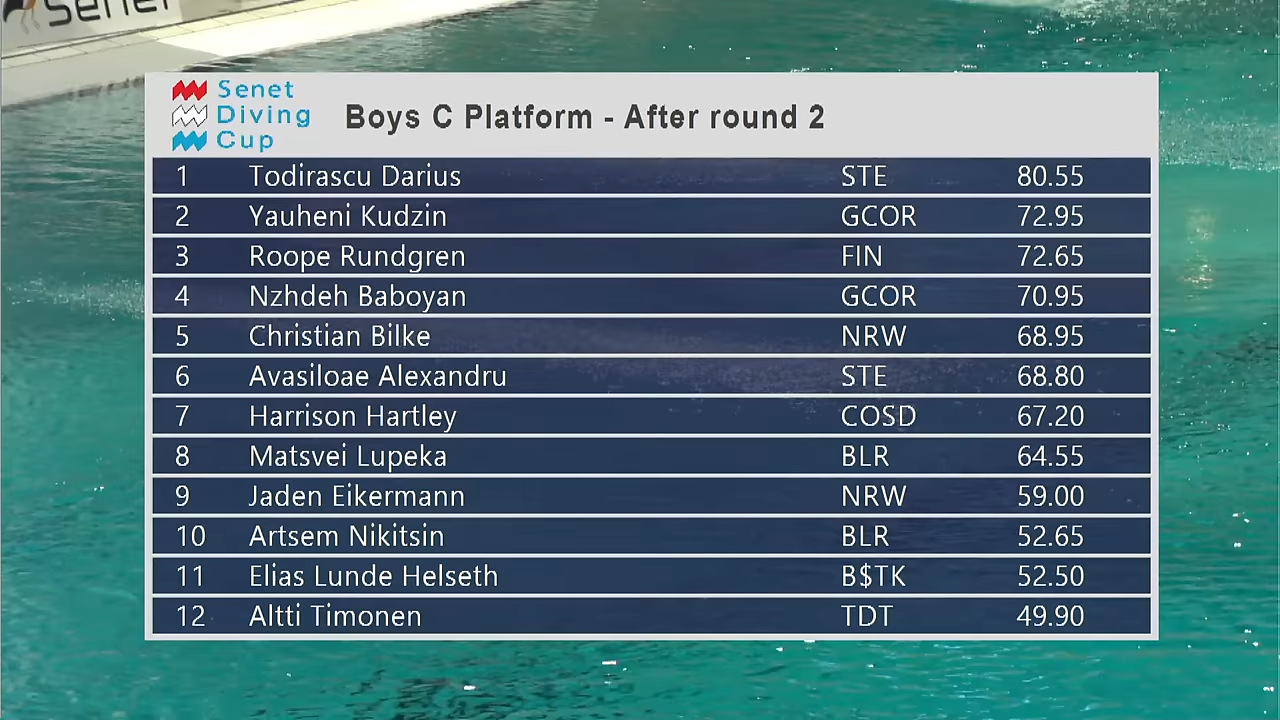 Senet
Senet
Diving
Cup
Boys C Platform - After round 2
1 Todirascu Darius STE 80.55
2 Yauheni Kudzin GCOR 72.95
3 Roope Rundgren FIN 72.65
4 Nzhdeh Baboyan GCOR 70.95
5 Christian Bilke NRW 68.95
6 Avasiloae Alexandru STE 68.80
7 Harrison Hartley COSD 67.20
8 Matsvei Lupeka BLR 64.55
9 Jaden Eikermann NRW 59.00
10 Artsem Nikitsin BLR 52.65
11 Elias Lunde Helseth B$TK 52.50
12 Altti Timonen TDT 49.90